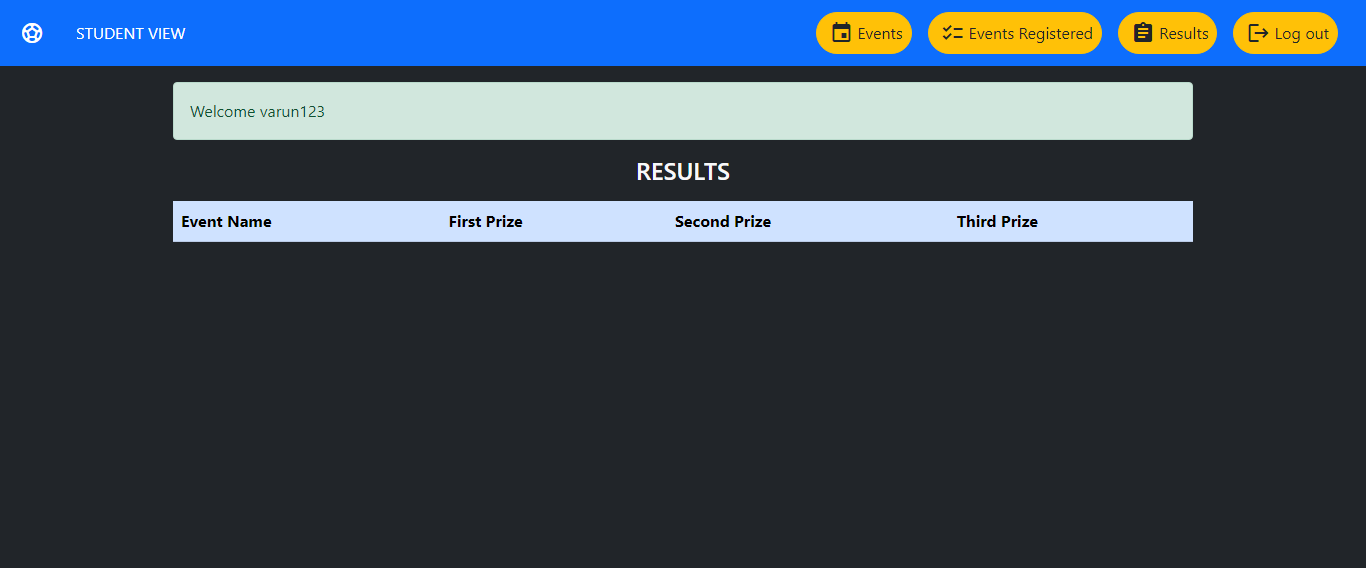 STUDENT VIEW Events Events Registered Results Log out
Welcome varun123
RESULTS
Event Name First Prize Second Prize Third Prize